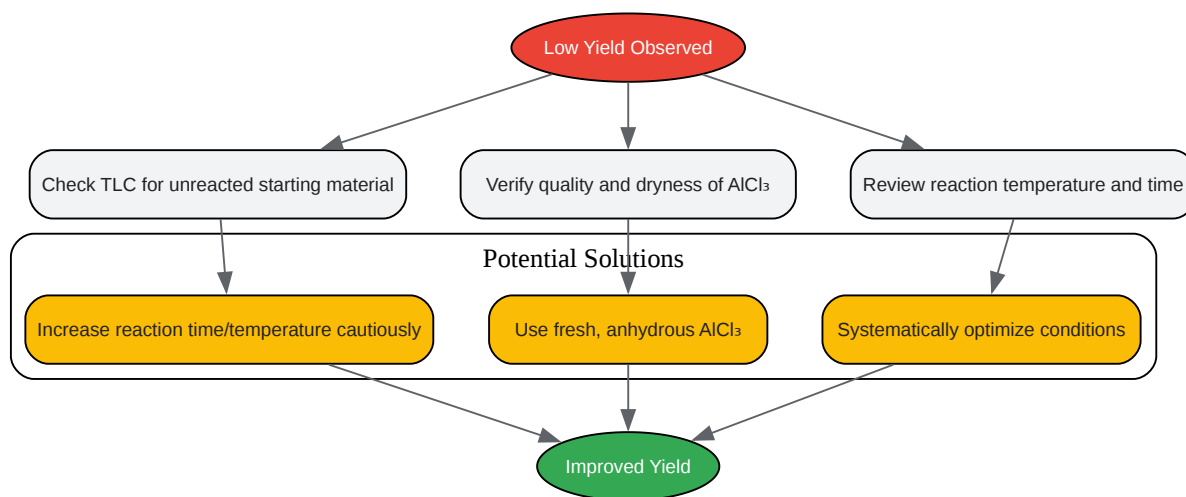 Low Yield Observed
Check TLC for unreacted starting material
Verify quality and dryness of AlCl₃
Review reaction temperature and time
Potential Solutions
Increase reaction time/temperature cautiously
Use fresh, anhydrous AlCl₃
Systematically optimize conditions
Improved Yield